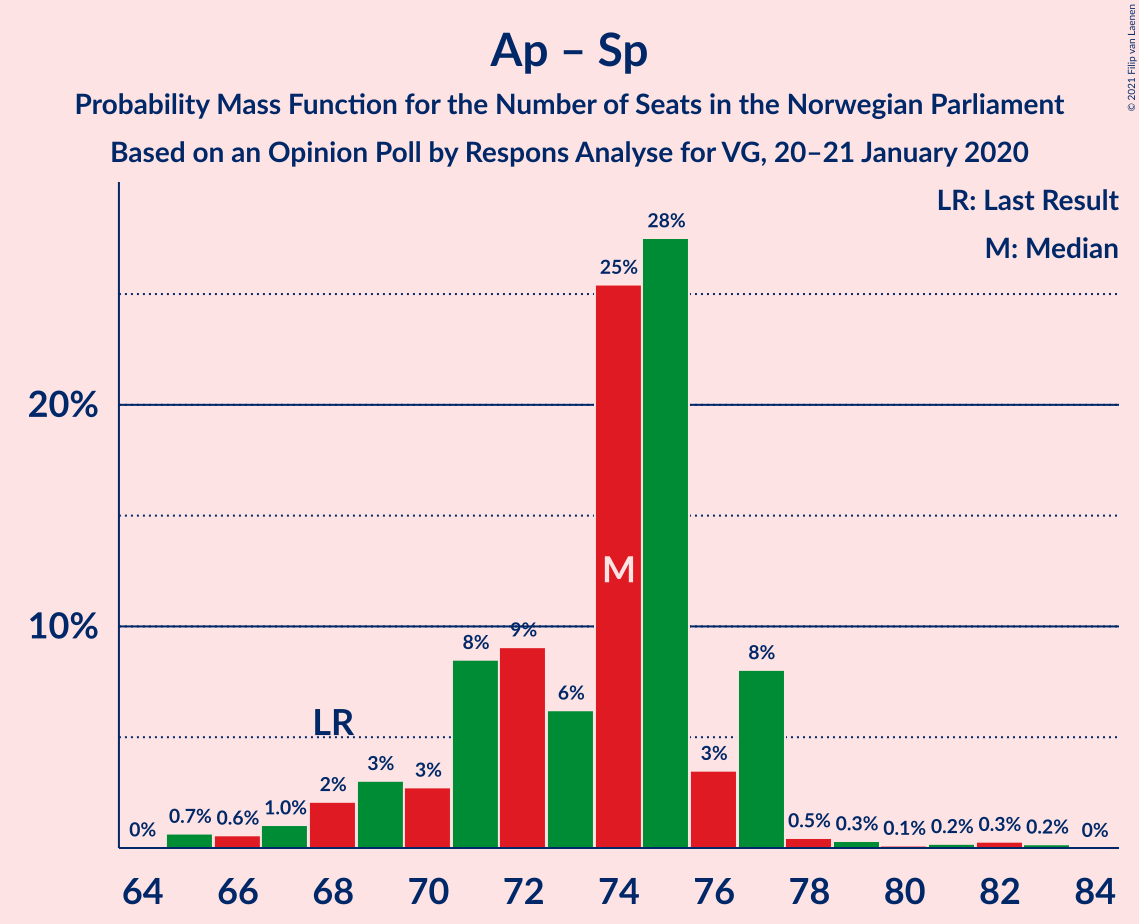 Ap – Sp
Probability Mass Function for the Number of Seats in the Norwegian Parliament
Based on an Opinion Poll by Respons Analyse for VG, 20–21 January 2020
© 2021 Filip van Laenen
LR: Last Result
M: Median
20%
10%
0%
0.7%
0.6%
1.0%
2%
LR
3%
3%
8%
9%
6%
25%
M
28%
3%
8%
0.5%
0.3%
0.1%
0.2%
0.3%
0.2%
0%
64 66 68 70 72 74 76 78 80 82 84